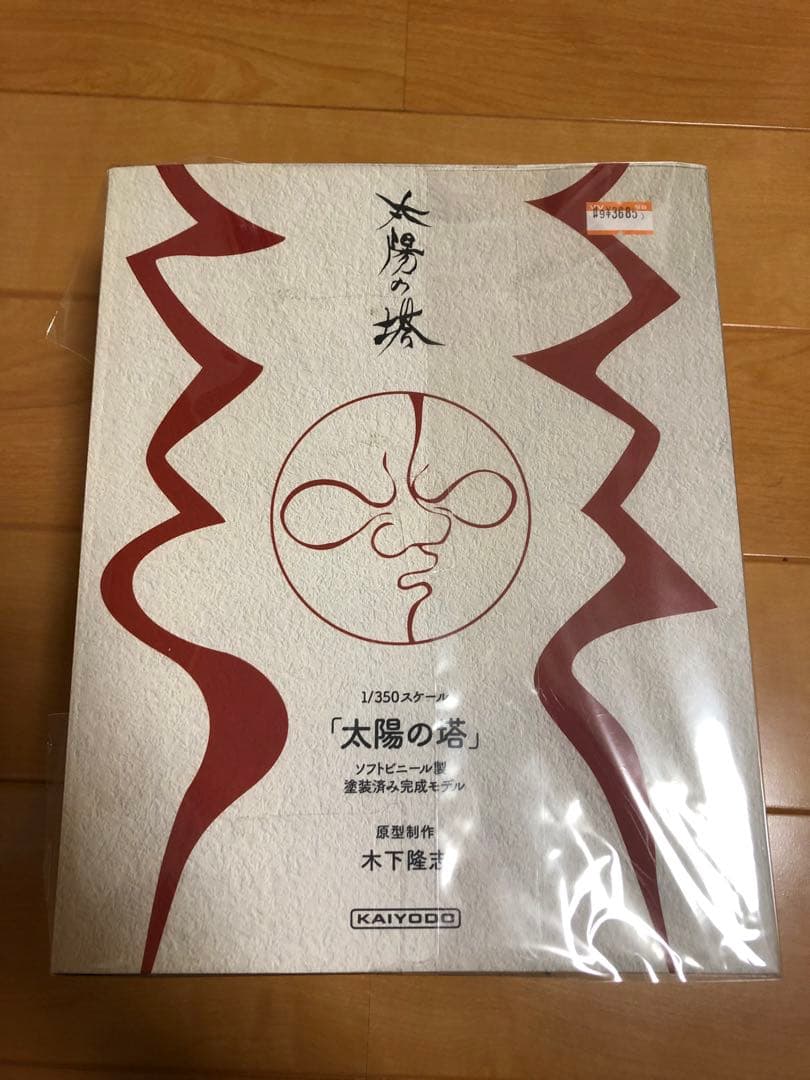 太陽の塔
¥3685
1/350スケール
「太陽の塔」
ソフトビニール製
塗装済み完成モデル
原型制作
木下隆志
KAIYODO